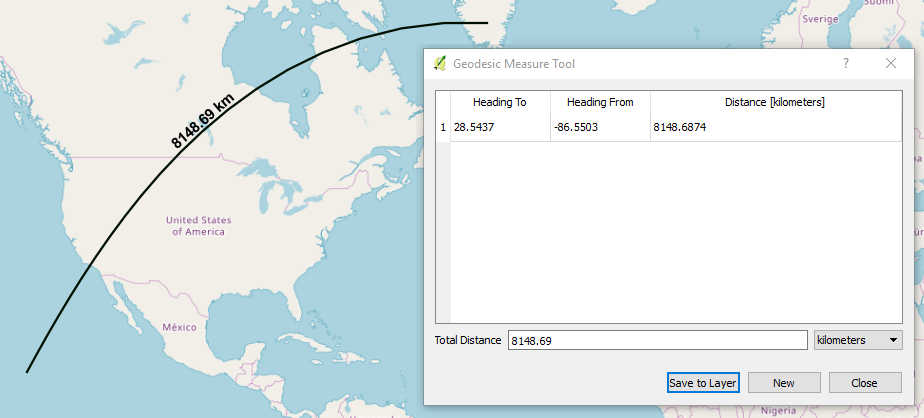 Sverige
Suomi
Geodesic Measure Tool
?
Heading To Heading From Distance [kilometers]
1 28.5437 -86.5503 8148.6874
8148.69 km
United States
of America
México
Total Distance 8148.69 kilometers
Save to Layer New Close
Nigeria